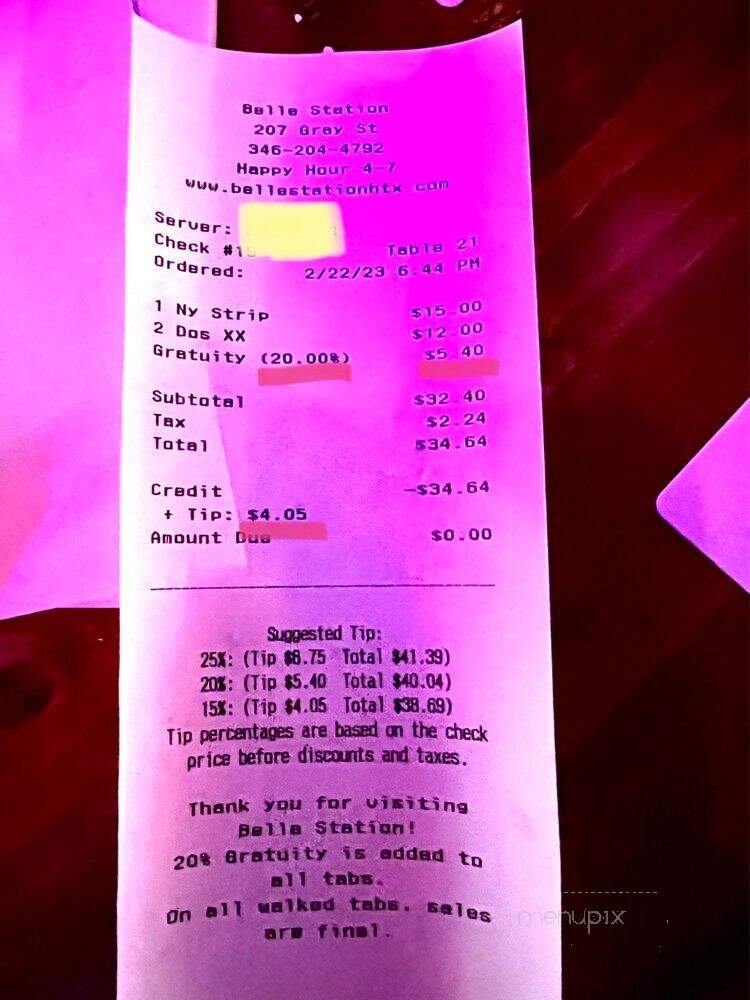 Belle Station
207 Gray St
346-204-4792
Happy Hour 4-7
www.bellestationhtx.com
Server:
Check #1 Table 21
Ordered: 2/22/23 6:44 PM
1 Ny Strip $15.00
2 Dos XX $12.00
Gratuity (20.00%) $5.40
Subtotal $32.40
Tax $2.24
Total $34.64
Credit -$34.64
+ Tip: $4.05
Amount Due $0.00
Suggested Tip:
25%: (Tip $6.75 Total $41.39)
20%: (Tip $5.40 Total $40.04)
15%: (Tip $4.05 Total $38.69)
Tip percentages are based on the check
price before discounts and taxes.
Thank you for visiting
Belle Station!
20% Gratuity is added to
all tabs.
On all walked tabs. sales
are final.
menupix